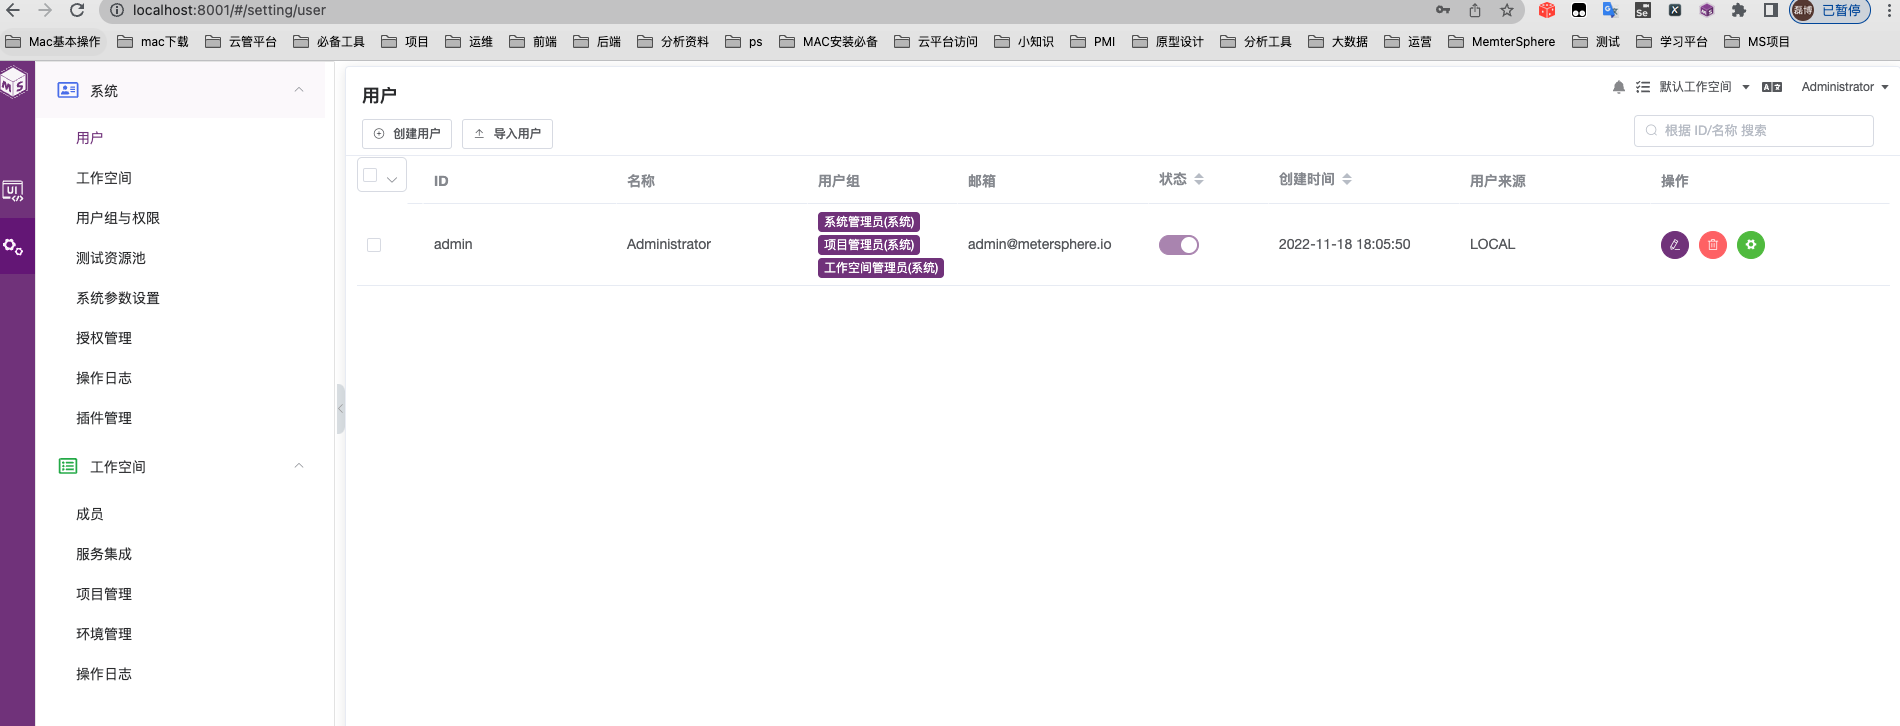 localhost:8001/#/setting/user
已暂停
Mac基本操作 mac下载 云管平台 必备工具 项目 运维 前端 后端 分析资料 ps MAC安装必备 云平台访问 小知识 PMI 原型设计 分析工具 大数据 运营 MemterSphere 测试 学习平台 MS项目
系统
用户
工作空间
用户组与权限
测试资源池
系统参数设置
授权管理
操作日志
插件管理
工作空间
成员
服务集成
项目管理
环境管理
操作日志
用户
默认工作空间 Administrator
创建用户 导入用户
根据 ID/名称 搜索
ID 名称 用户组 邮箱 状态 创建时间 用户来源 操作
系统管理员(系统)
admin Administrator 项目管理员(系统) admin@metersphere.io 2022-11-18 18:05:50 LOCAL
工作空间管理员(系统)